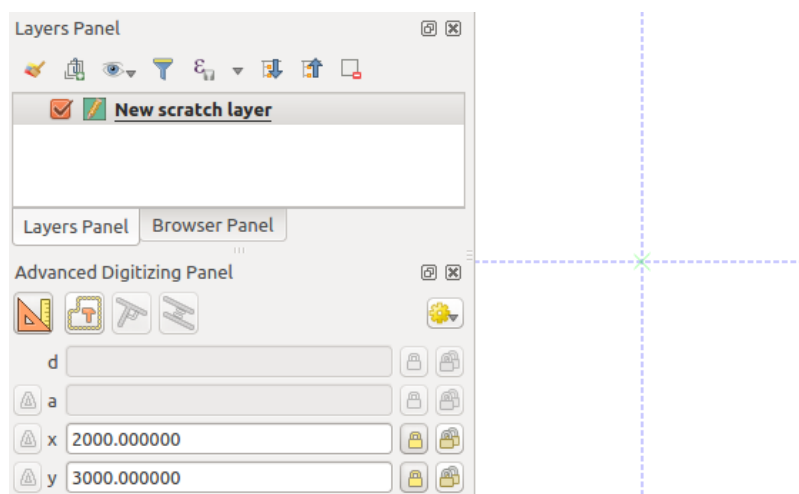 Layers Panel
New scratch layer
Layers Panel Browser Panel
Advanced Digitizing Panel
d
a
x 2000.000000
y 3000.000000